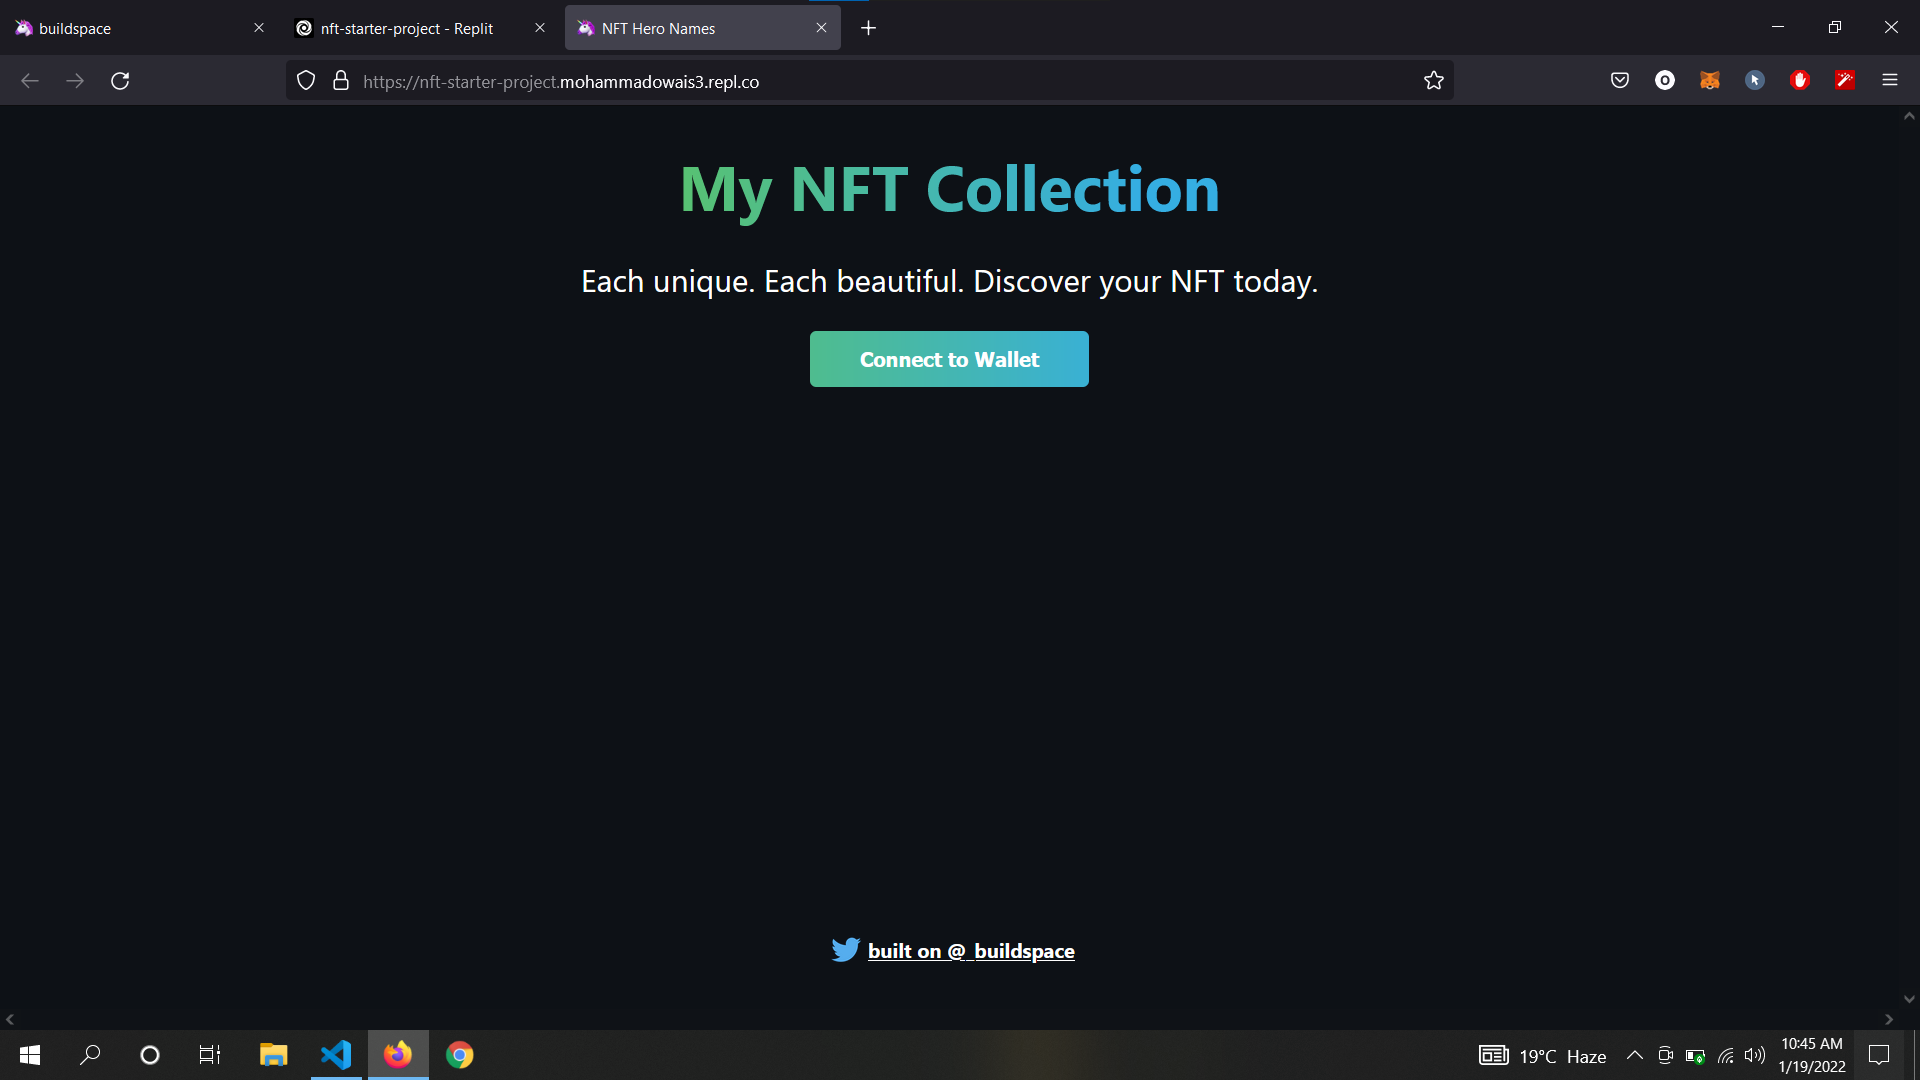 buildspace
nft-starter-project - Replit
NFT Hero Names
https://nft-starter-project.mohammadowais3.repl.co
My NFT Collection
Each unique. Each beautiful. Discover your NFT today.
Connect to Wallet
built on @_buildspace
19°C Haze
10:45 AM
1/19/2022